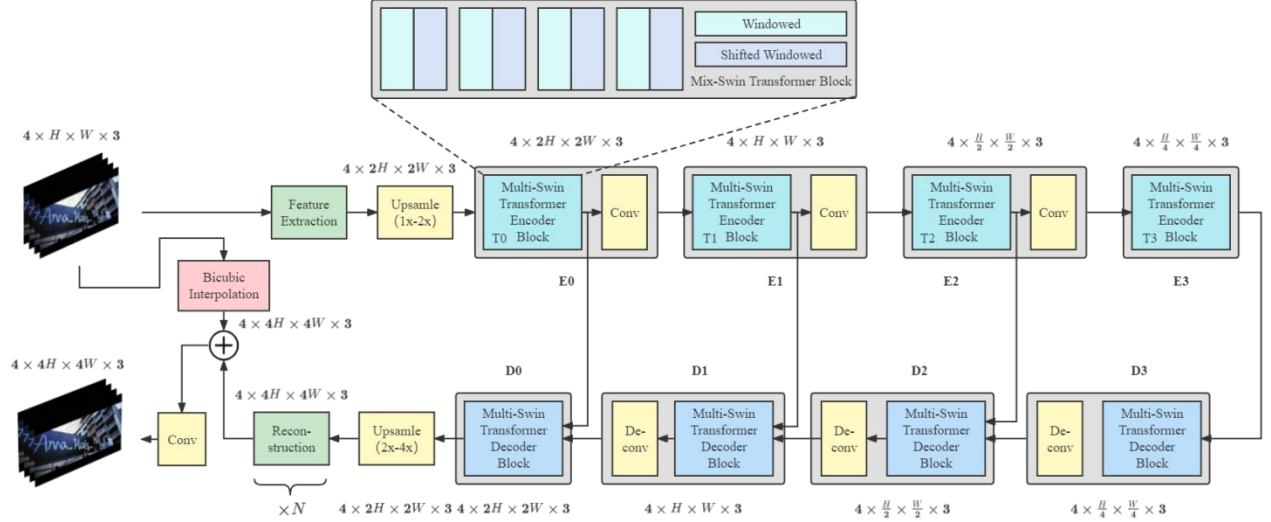 Windowed
Shifted Windowed
Mix-Swin Transformer Block
4 × H × W × 3
4 × 2H × 2W × 3
4 × 2H × 2W × 3
4 × H × W × 3
4 × H/2 × W/2 × 3
4 × H/4 × W/4 × 3
Feature
Extraction
Upsamle
(1x-2x)
Multi-Swin
Transformer
Encoder
T0 Block
Conv
Multi-Swin
Transformer
Encoder
T1 Block
Conv
Multi-Swin
Transformer
Encoder
T2 Block
Conv
Multi-Swin
Transformer
Encoder
T3 Block
E0
E1
E2
E3
Bicubic
Interpolation
4 × 4H × 4W × 3
4 × 4H × 4W × 3
4 × 4H × 4W × 3
D0
D1
D2
D3
Conv
Recon-
struction
Upsamle
(2x-4x)
Multi-Swin
Transformer
Decoder
Block
De-
conv
Multi-Swin
Transformer
Decoder
Block
De-
conv
Multi-Swin
Transformer
Decoder
Block
De-
conv
Multi-Swin
Transformer
Decoder
Block
×N
4 × 2H × 2W × 3
4 × 2H × 2W × 3
4 × H × W × 3
4 × H/2 × W/2 × 3
4 × H/4 × W/4 × 3